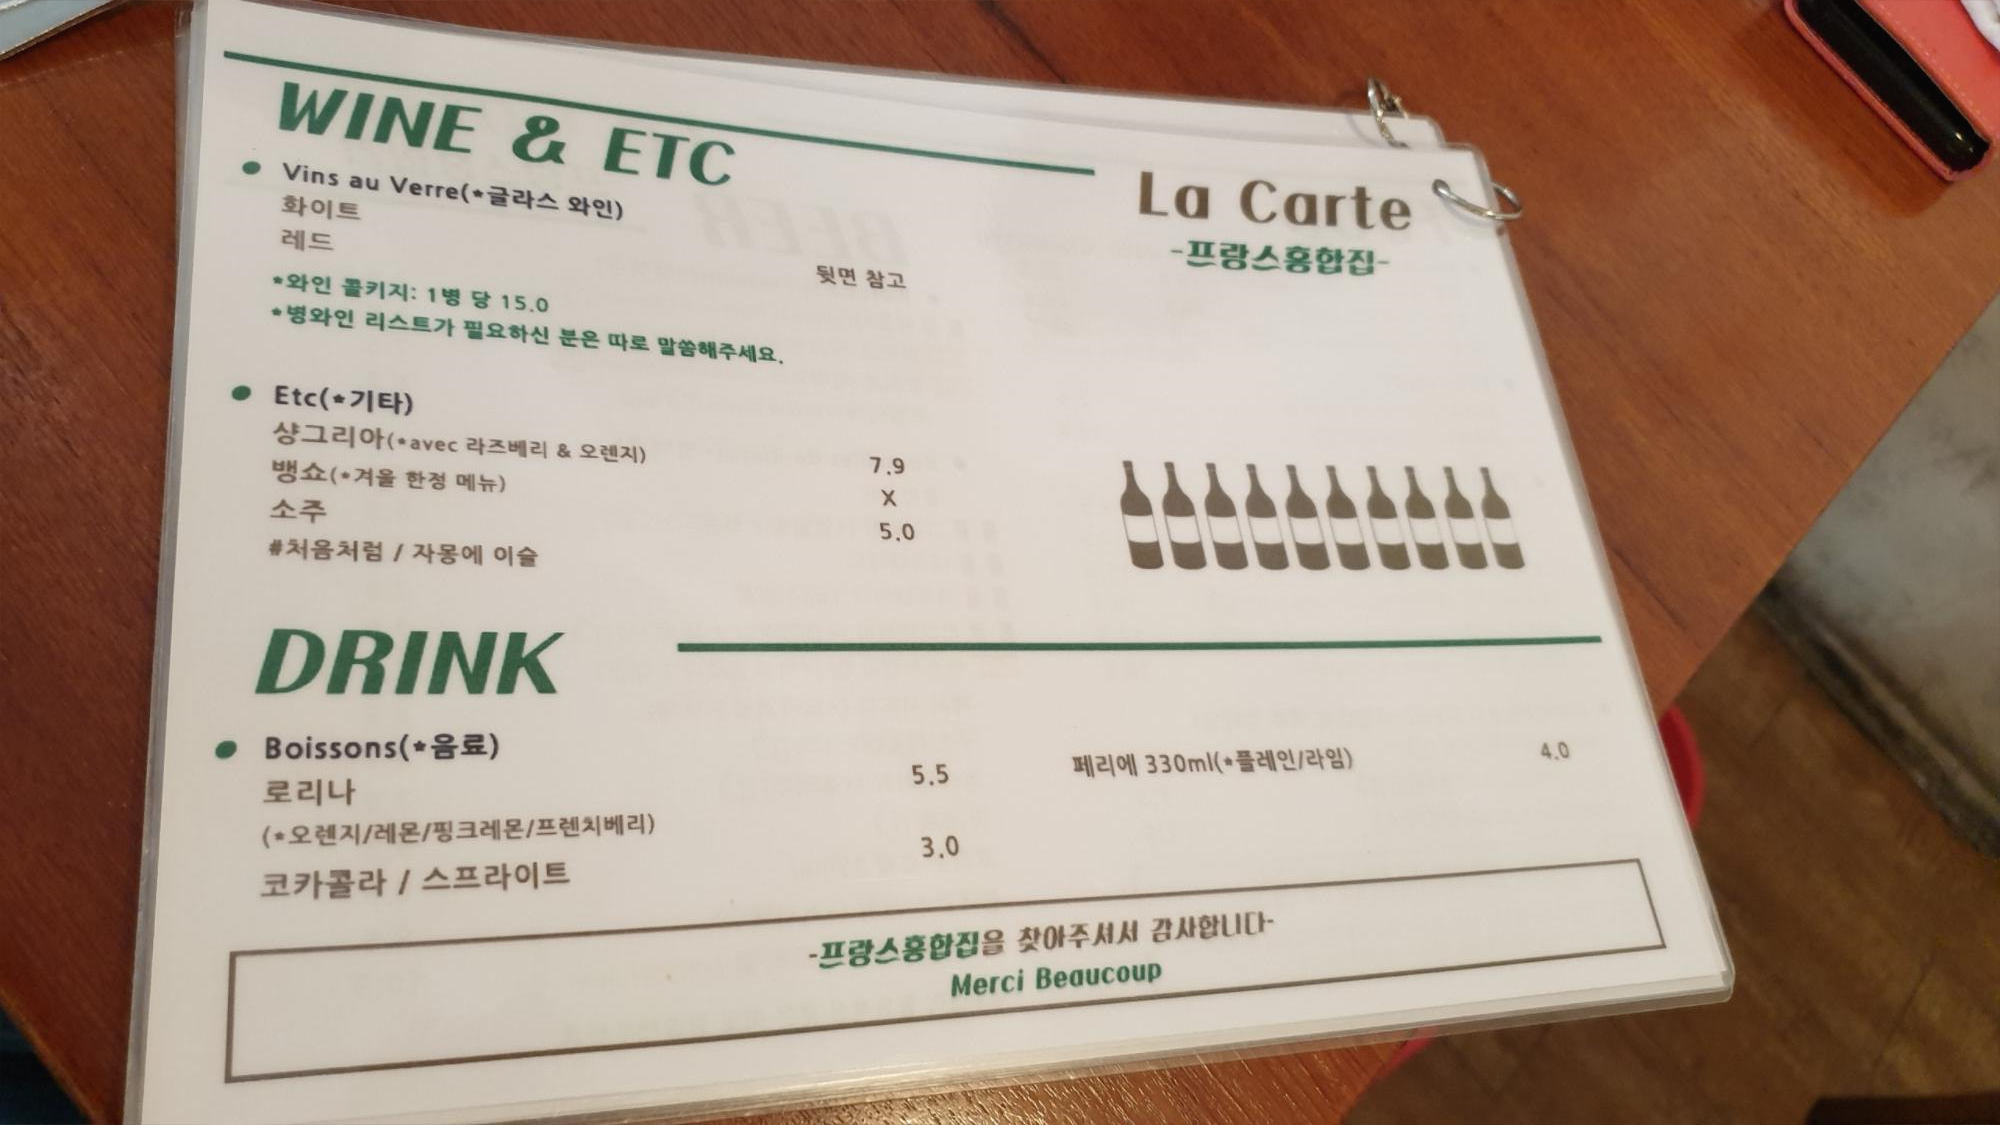 WINE & ETC
La Carte
-프랑스홍합집-
Vins au Verre(*글라스 와인)
화이트
레드
뒷면 참고
*와인 콜키지: 1병 당 15.0
*병와인 리스트가 필요하신 분은 따로 말씀해주세요.
Etc(*기타)
샹그리아(*avec 라즈베리 & 오렌지) 7.9
뱅쇼(*겨울 한정 메뉴) X
소주 5.0
#처음처럼 / 자몽에 이슬
DRINK
Boissons(*음료)
로리나 5.5
(*오렌지/레몬/핑크레몬/프렌치베리)
코카콜라 / 스프라이트 3.0
페리에 330ml(*플레인/라임) 4.0
-프랑스홍합집을 찾아주셔서 감사합니다-
Merci Beaucoup